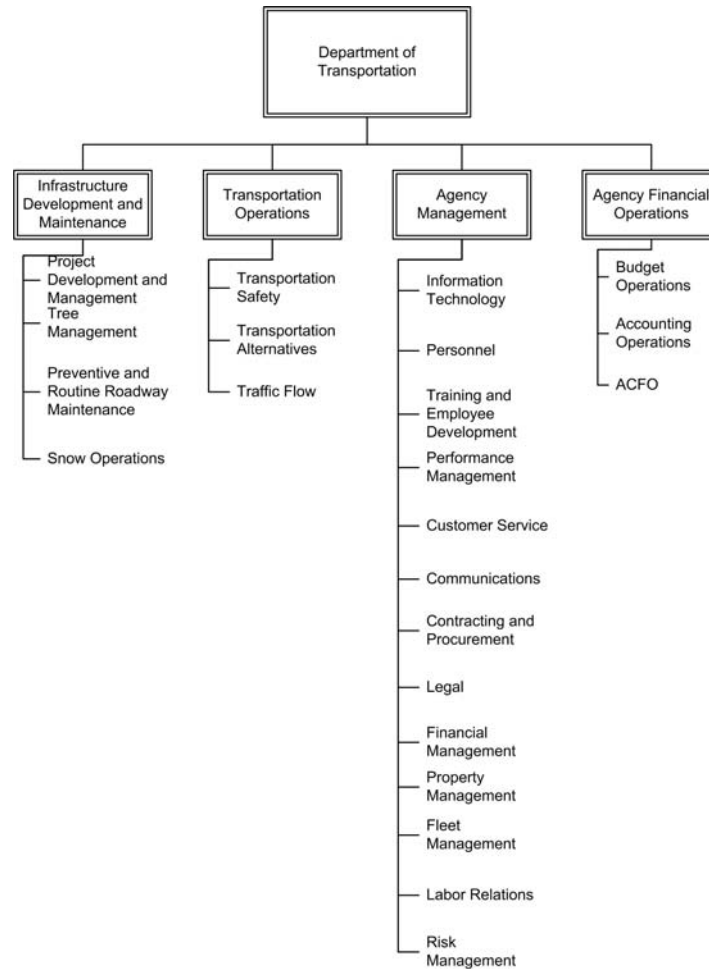 Department of
Transportation
Infrastructure
Development and
Maintenance
Project
Development and
Management
Tree
Management
Preventive and
Routine Roadway
Maintenance
Snow Operations
Transportation
Operations
Transportation
Safety
Transportation
Alternatives
Traffic Flow
Agency
Management
Information
Technology
Personnel
Training and
Employee
Development
Performance
Management
Customer Service
Communications
Contracting and
Procurement
Legal
Financial
Management
Property
Management
Fleet
Management
Labor Relations
Risk
Management
Agency Financial
Operations
Budget
Operations
Accounting
Operations
ACFO